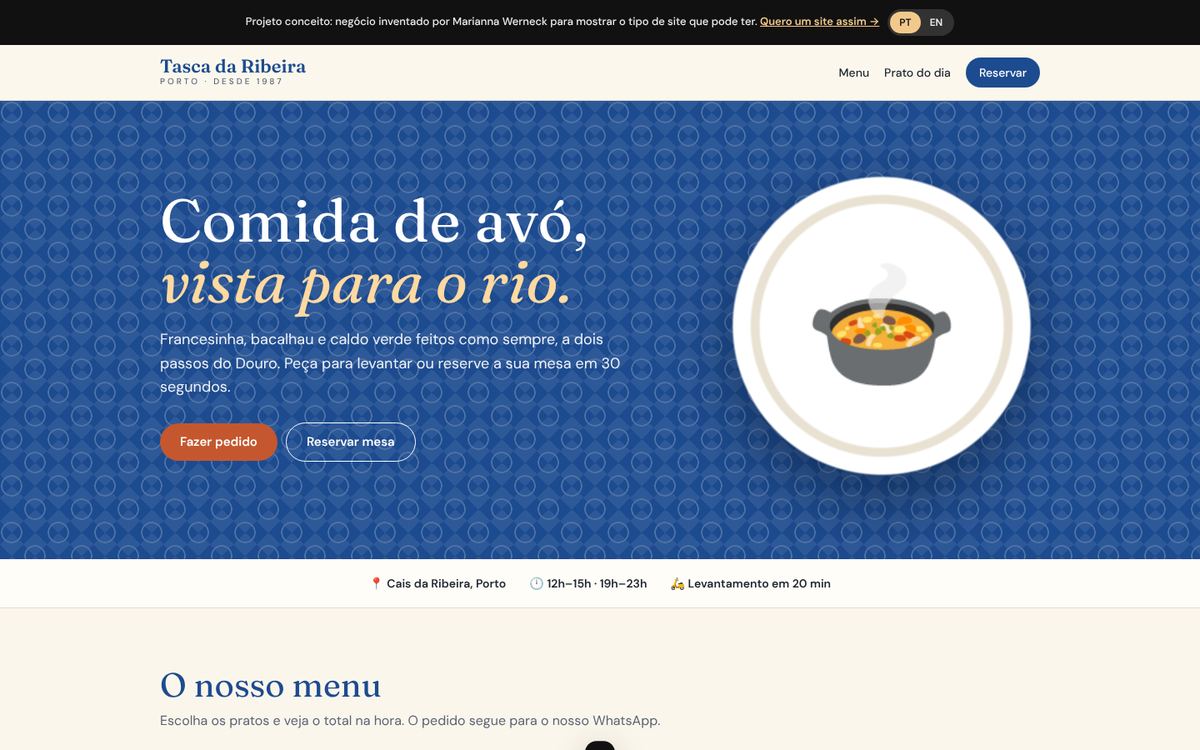 Projeto conceito: negócio inventado por Marianna Werneck para mostrar o tipo de site que pode ter. Quero um site assim → PT EN
Tasca da Ribeira
PORTO · DESDE 1987
Menu Prato do dia Reservar
Comida de avó,
vista para o rio.
Francesinha, bacalhau e caldo verde feitos como sempre, a dois
passos do Douro. Peça para levantar ou reserve a sua mesa em 30
segundos.
Fazer pedido Reservar mesa
Cais da Ribeira, Porto 12h–15h · 19h–23h Levantamento em 20 min
O nosso menu
Escolha os pratos e veja o total na hora. O pedido segue para o nosso WhatsApp.